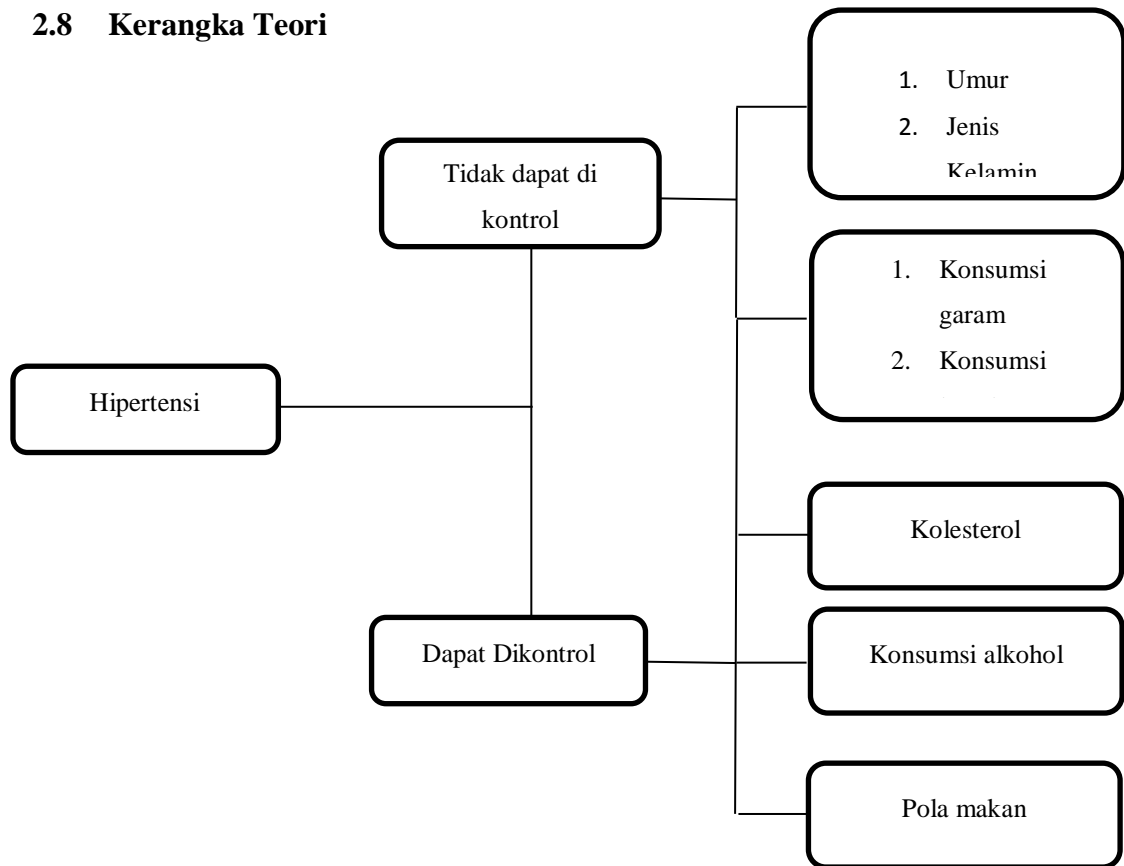 2.8 Kerangka Teori
1. Umur
2. Jenis
Kelamin
Tidak dapat di
kontrol
1. Konsumsi
garam
2. Konsumsi
Hipertensi
Kolesterol
Dapat Dikontrol
Konsumsi alkohol
Pola makan